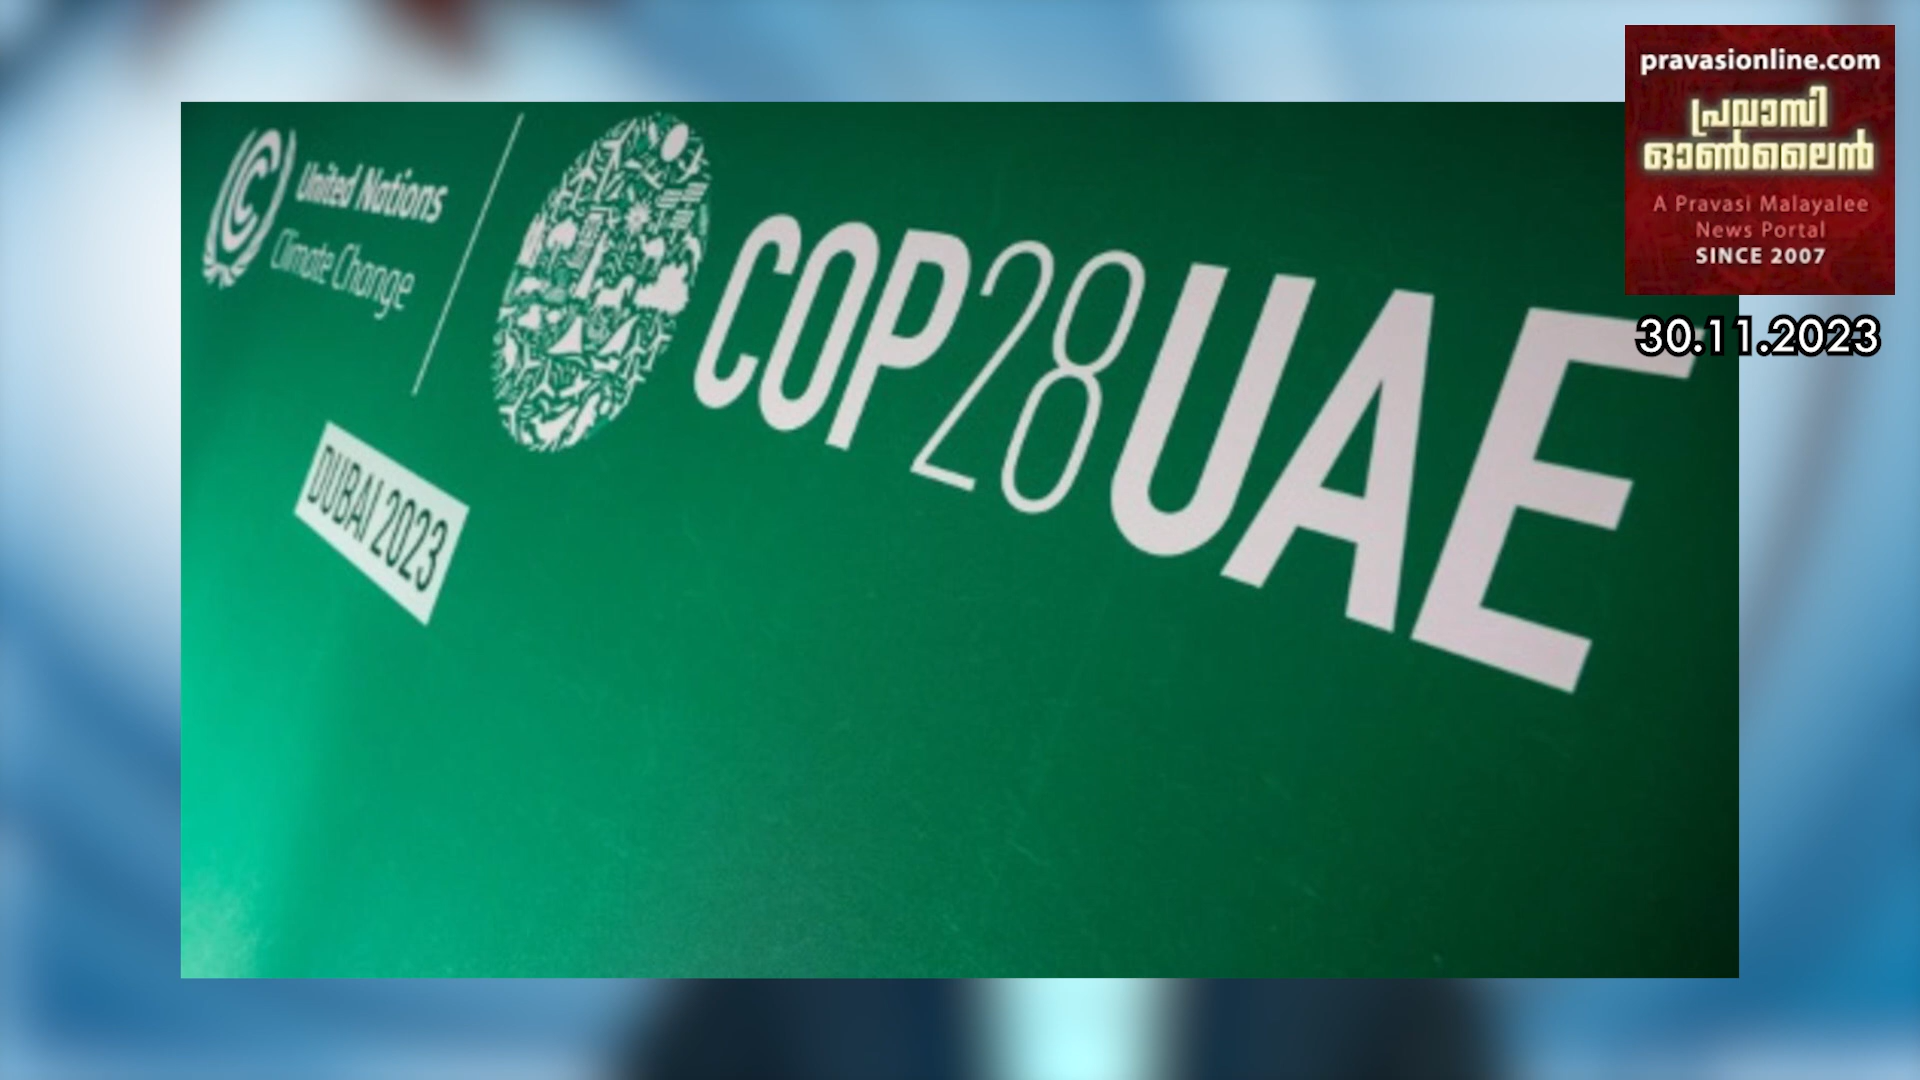 United Nations
Climate Change
COP28UAE
DUBAI 2023
pravasionline.com
പ്രവാസി
ഓൺലൈൻ
A Pravasi Malayalee
News Portal
SINCE 2007
30.11.2023